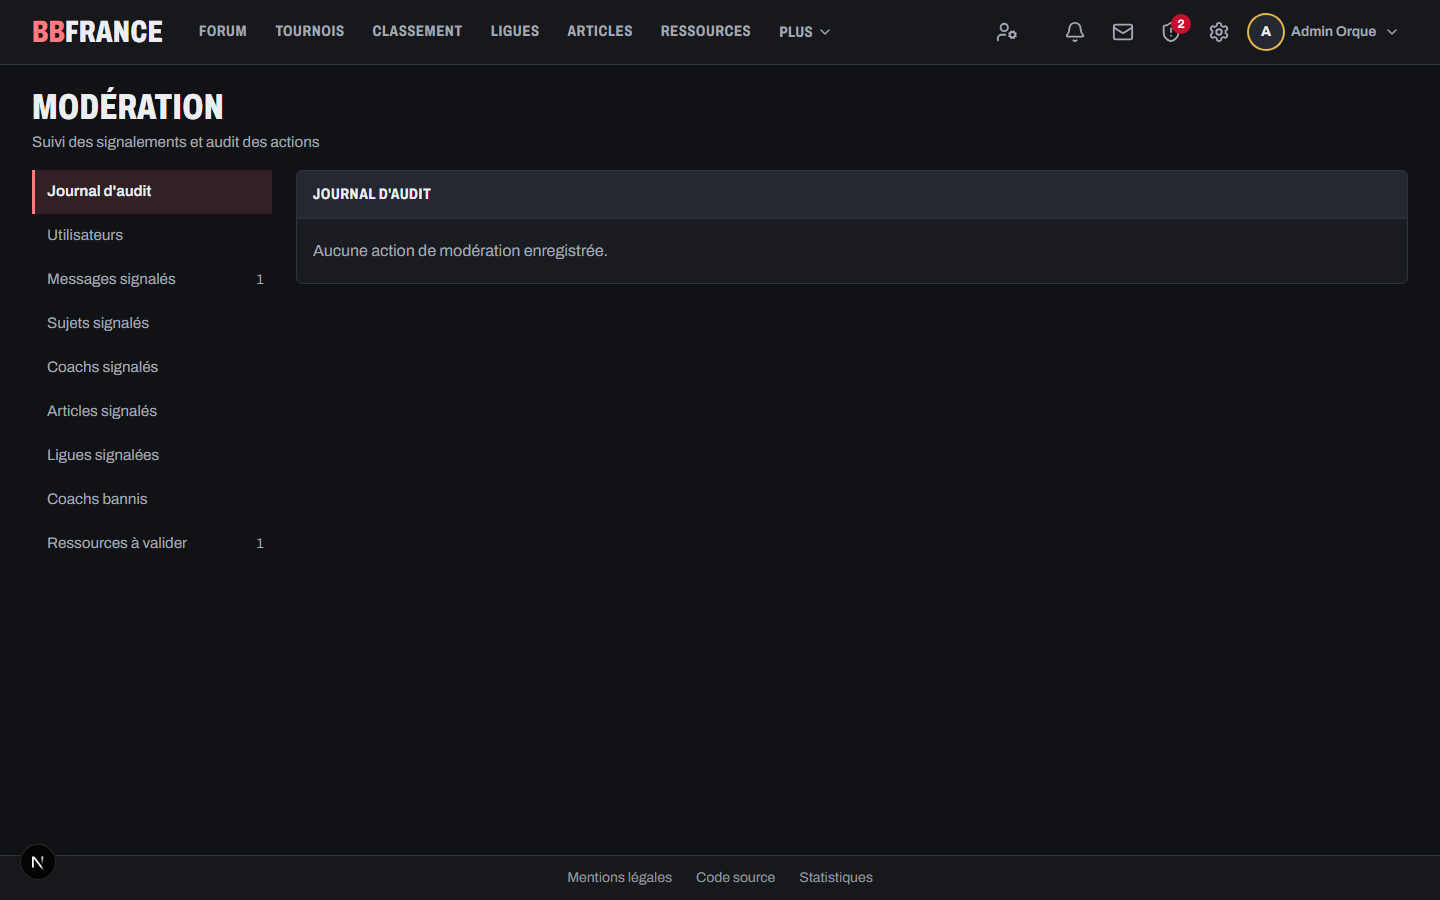 BBFRANCE FORUM TOURNOIS CLASSEMENT LIGUES ARTICLES RESSOURCES PLUS 2 A Admin Orque
MODÉRATION
Suivi des signalements et audit des actions
Journal d'audit
Utilisateurs
Messages signalés 1
Sujets signalés
Coachs signalés
Articles signalés
Ligues signalées
Coachs bannis
Ressources à valider 1
JOURNAL D'AUDIT
Aucune action de modération enregistrée.
N
Mentions légales Code source Statistiques